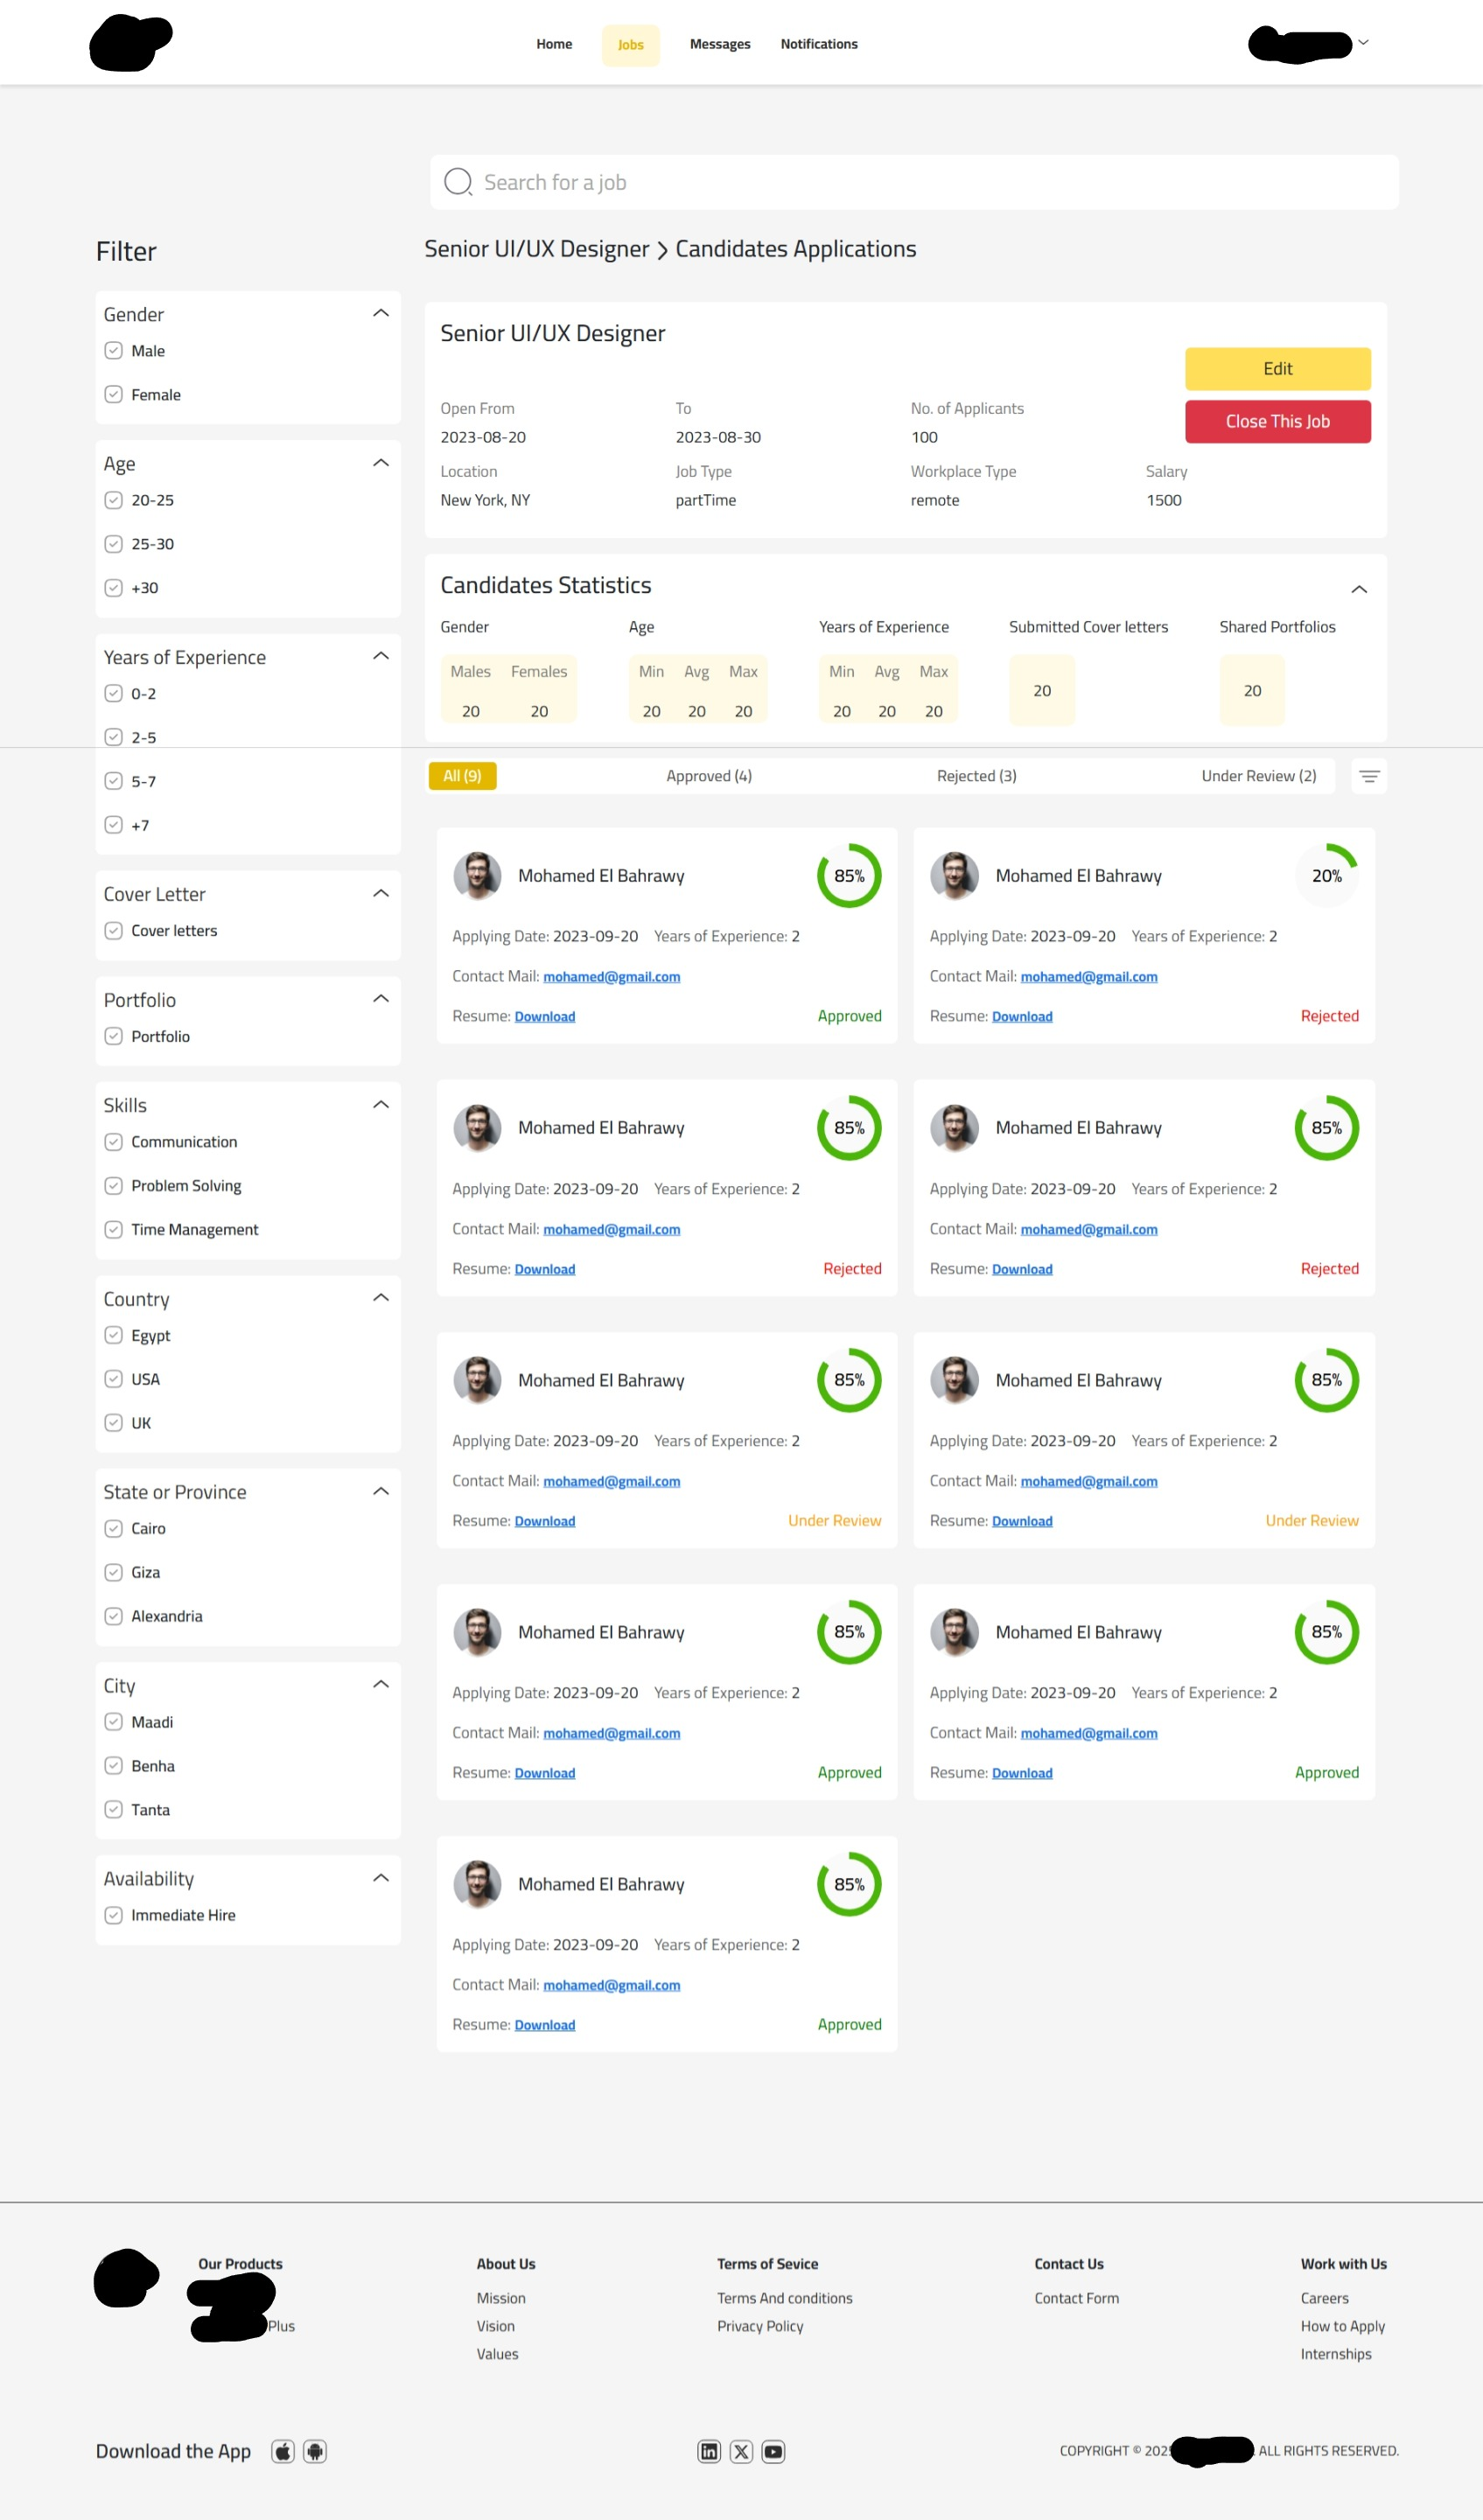 Home Jobs Messages Notifications
Search for a job
Filter
Gender
Male
Female
Age
20-25
25-30
+30
Years of Experience
0-2
2-5
5-7
+7
Cover Letter
Cover letters
Portfolio
Portfolio
Skills
Communication
Problem Solving
Time Management
Country
Egypt
USA
UK
State or Province
Cairo
Giza
Alexandria
City
Maadi
Benha
Tanta
Availability
Immediate Hire
Senior UI/UX Designer > Candidates Applications
Senior UI/UX Designer
Edit
Close This Job
Open From To No. of Applicants
2023-08-20 2023-08-30 100
Location Job Type Workplace Type Salary
New York, NY partTime remote 1500
Candidates Statistics
Gender Age Years of Experience Submitted Cover letters Shared Portfolios
Males Females Min Avg Max Min Avg Max
20 20
20 20 20 20 20 20 20 20
All (9) Approved (4) Rejected (3) Under Review (2)
Mohamed El Bahrawy 85%
Applying Date: 2023-09-20 Years of Experience: 2
Contact Mail: mohamed@gmail.com
Resume: Download Approved
Mohamed El Bahrawy 20%
Applying Date: 2023-09-20 Years of Experience: 2
Contact Mail: mohamed@gmail.com
Resume: Download Rejected
Mohamed El Bahrawy 85%
Applying Date: 2023-09-20 Years of Experience: 2
Contact Mail: mohamed@gmail.com
Resume: Download Rejected
Mohamed El Bahrawy 85%
Applying Date: 2023-09-20 Years of Experience: 2
Contact Mail: mohamed@gmail.com
Resume: Download Rejected
Mohamed El Bahrawy 85%
Applying Date: 2023-09-20 Years of Experience: 2
Contact Mail: mohamed@gmail.com
Resume: Download Under Review
Mohamed El Bahrawy 85%
Applying Date: 2023-09-20 Years of Experience: 2
Contact Mail: mohamed@gmail.com
Resume: Download Under Review
Mohamed El Bahrawy 85%
Applying Date: 2023-09-20 Years of Experience: 2
Contact Mail: mohamed@gmail.com
Resume: Download Approved
Mohamed El Bahrawy 85%
Applying Date: 2023-09-20 Years of Experience: 2
Contact Mail: mohamed@gmail.com
Resume: Download Approved
Mohamed El Bahrawy 85%
Applying Date: 2023-09-20 Years of Experience: 2
Contact Mail: mohamed@gmail.com
Resume: Download Approved
Our Products
Plus
About Us
Mission
Vision
Values
Terms of Sevice
Terms And conditions
Privacy Policy
Contact Us
Contact Form
Work with Us
Careers
How to Apply
Internships
Download the App
COPYRIGHT © ALL RIGHTS RESERVED.